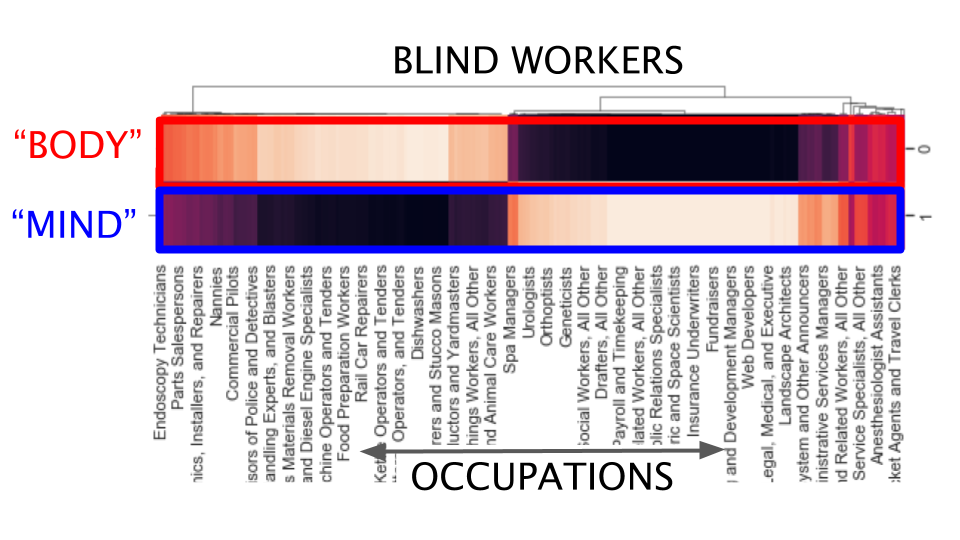 BLIND WORKERS
“BODY”
0
“MIND”
1
Endoscopy Technicians
Parts Salespersons
nics, Installers, and Repairers
Nannies
Commercial Pilots
isors of Police and Detectives
andling Experts, and Blasters
s Materials Removal Workers
and Diesel Engine Specialists
chine Operators and Tenders
Food Preparation Workers
Rail Car Repairers
Kettle Operators and Tenders
Operators, and Tenders
Dishwashers
rers and Stucco Masons
luctors and Yardmasters
hings Workers, All Other
nd Animal Care Workers
Spa Managers
Urologists
Orthoptists
Geneticists
Social Workers, All Other
Drafters, All Other
Payroll and Timekeeping
lated Workers, All Other
blic Relations Specialists
ric and Space Scientists
Insurance Underwriters
Fundraisers
and Development Managers
Web Developers
egal, Medical, and Executive
Landscape Architects
ystem and Other Announcers
inistrative Services Managers
d Related Workers, All Other
Service Specialists, All Other
Anesthesiologist Assistants
ket Agents and Travel Clerks
OCCUPATIONS